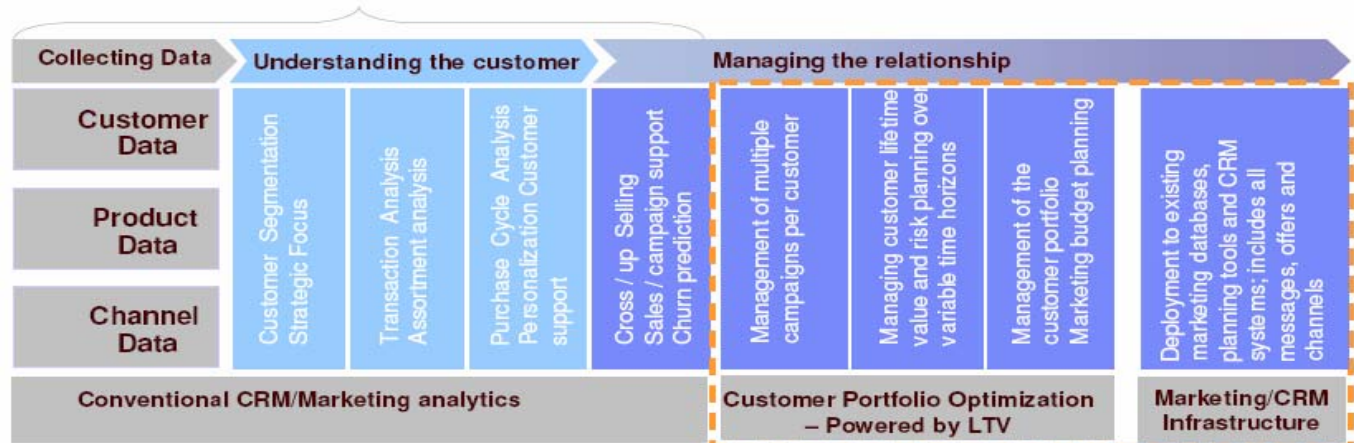 Collecting Data
Understanding the customer
Managing the relationship
Customer
Data
Product
Data
Channel
Data
Customer Segmentation
Strategic Focus
Transaction Analysis
Assortment analysis
Purchase Cycle Analysis
Personalization Customer
support
Cross / up Selling
Sales / campaign support
Churn prediction
Management of multiple
campaigns per customer
Managing customer lifetime
value and risk planning over
variable time horizons
Management of the
customer portfolio
Marketing budget planning
Deployment to existing
marketing databases,
planning tools and CRM
systems; includes all
messages, offers and
channels
Conventional CRM/Marketing analytics
Customer Portfolio Optimization
– Powered by LTV
Marketing/CRM
Infrastructure